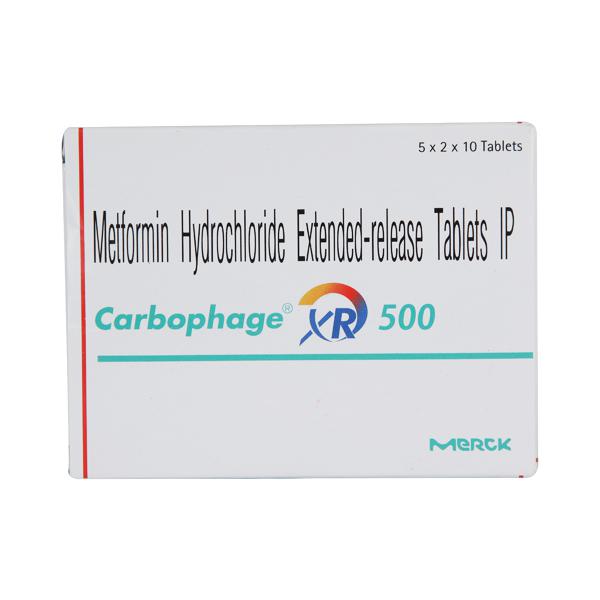 5 x 2 x 10 Tablets
Metformin Hydrochloride Extended-release Tablets IP
Carbophage® XR 500
MERCK